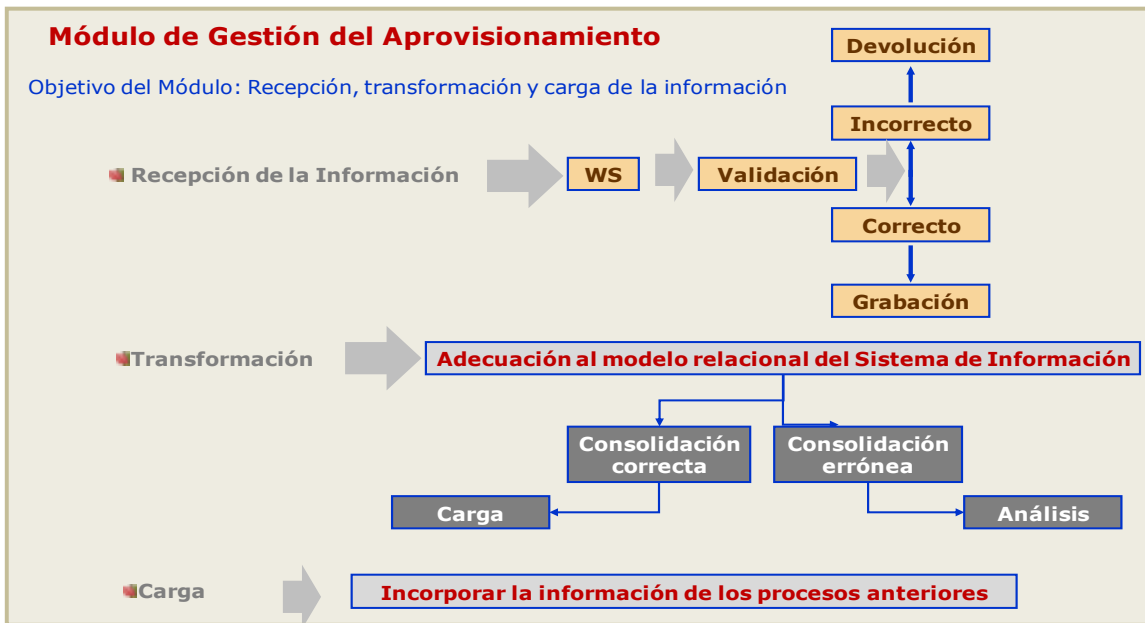 Módulo de Gestión del Aprovisionamiento
Devolución
Objetivo del Módulo: Recepción, transformación y carga de la información
Incorrecto
Recepción de la Información
WS
Validación
Correcto
Grabación
Transformación
Adecuación al modelo relacional del Sistema de Información
Consolidación
correcta
Consolidación
errónea
Carga
Análisis
Carga
Incorporar la información de los procesos anteriores